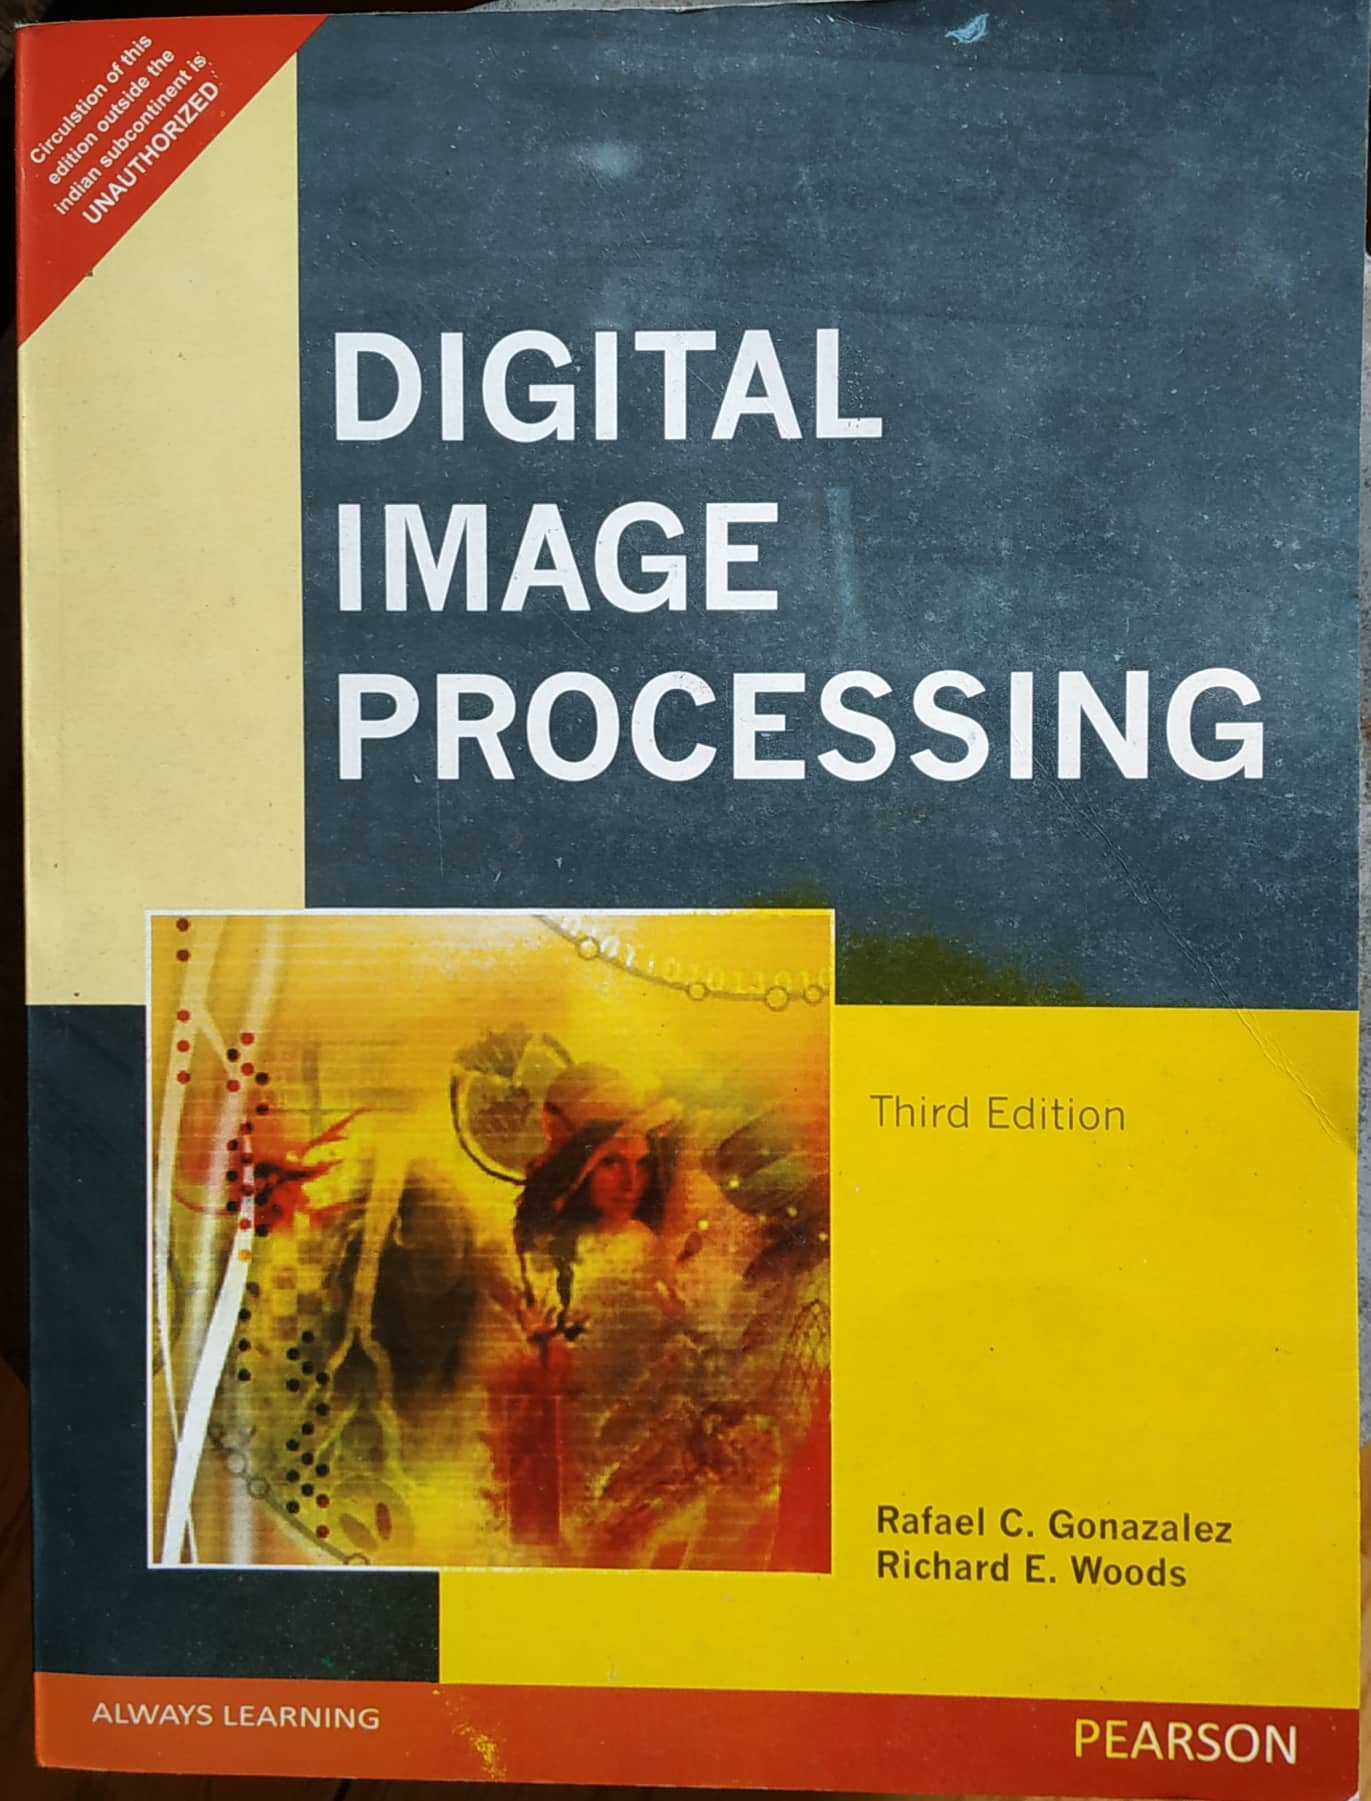 Circulstion of this
edition outside the
indian subcontinent is
UNAUTHORIZED
DIGITAL
IMAGE
PROCESSING
Third Edition
Rafael C. Gonazalez
Richard E. Woods
ALWAYS LEARNING
PEARSON